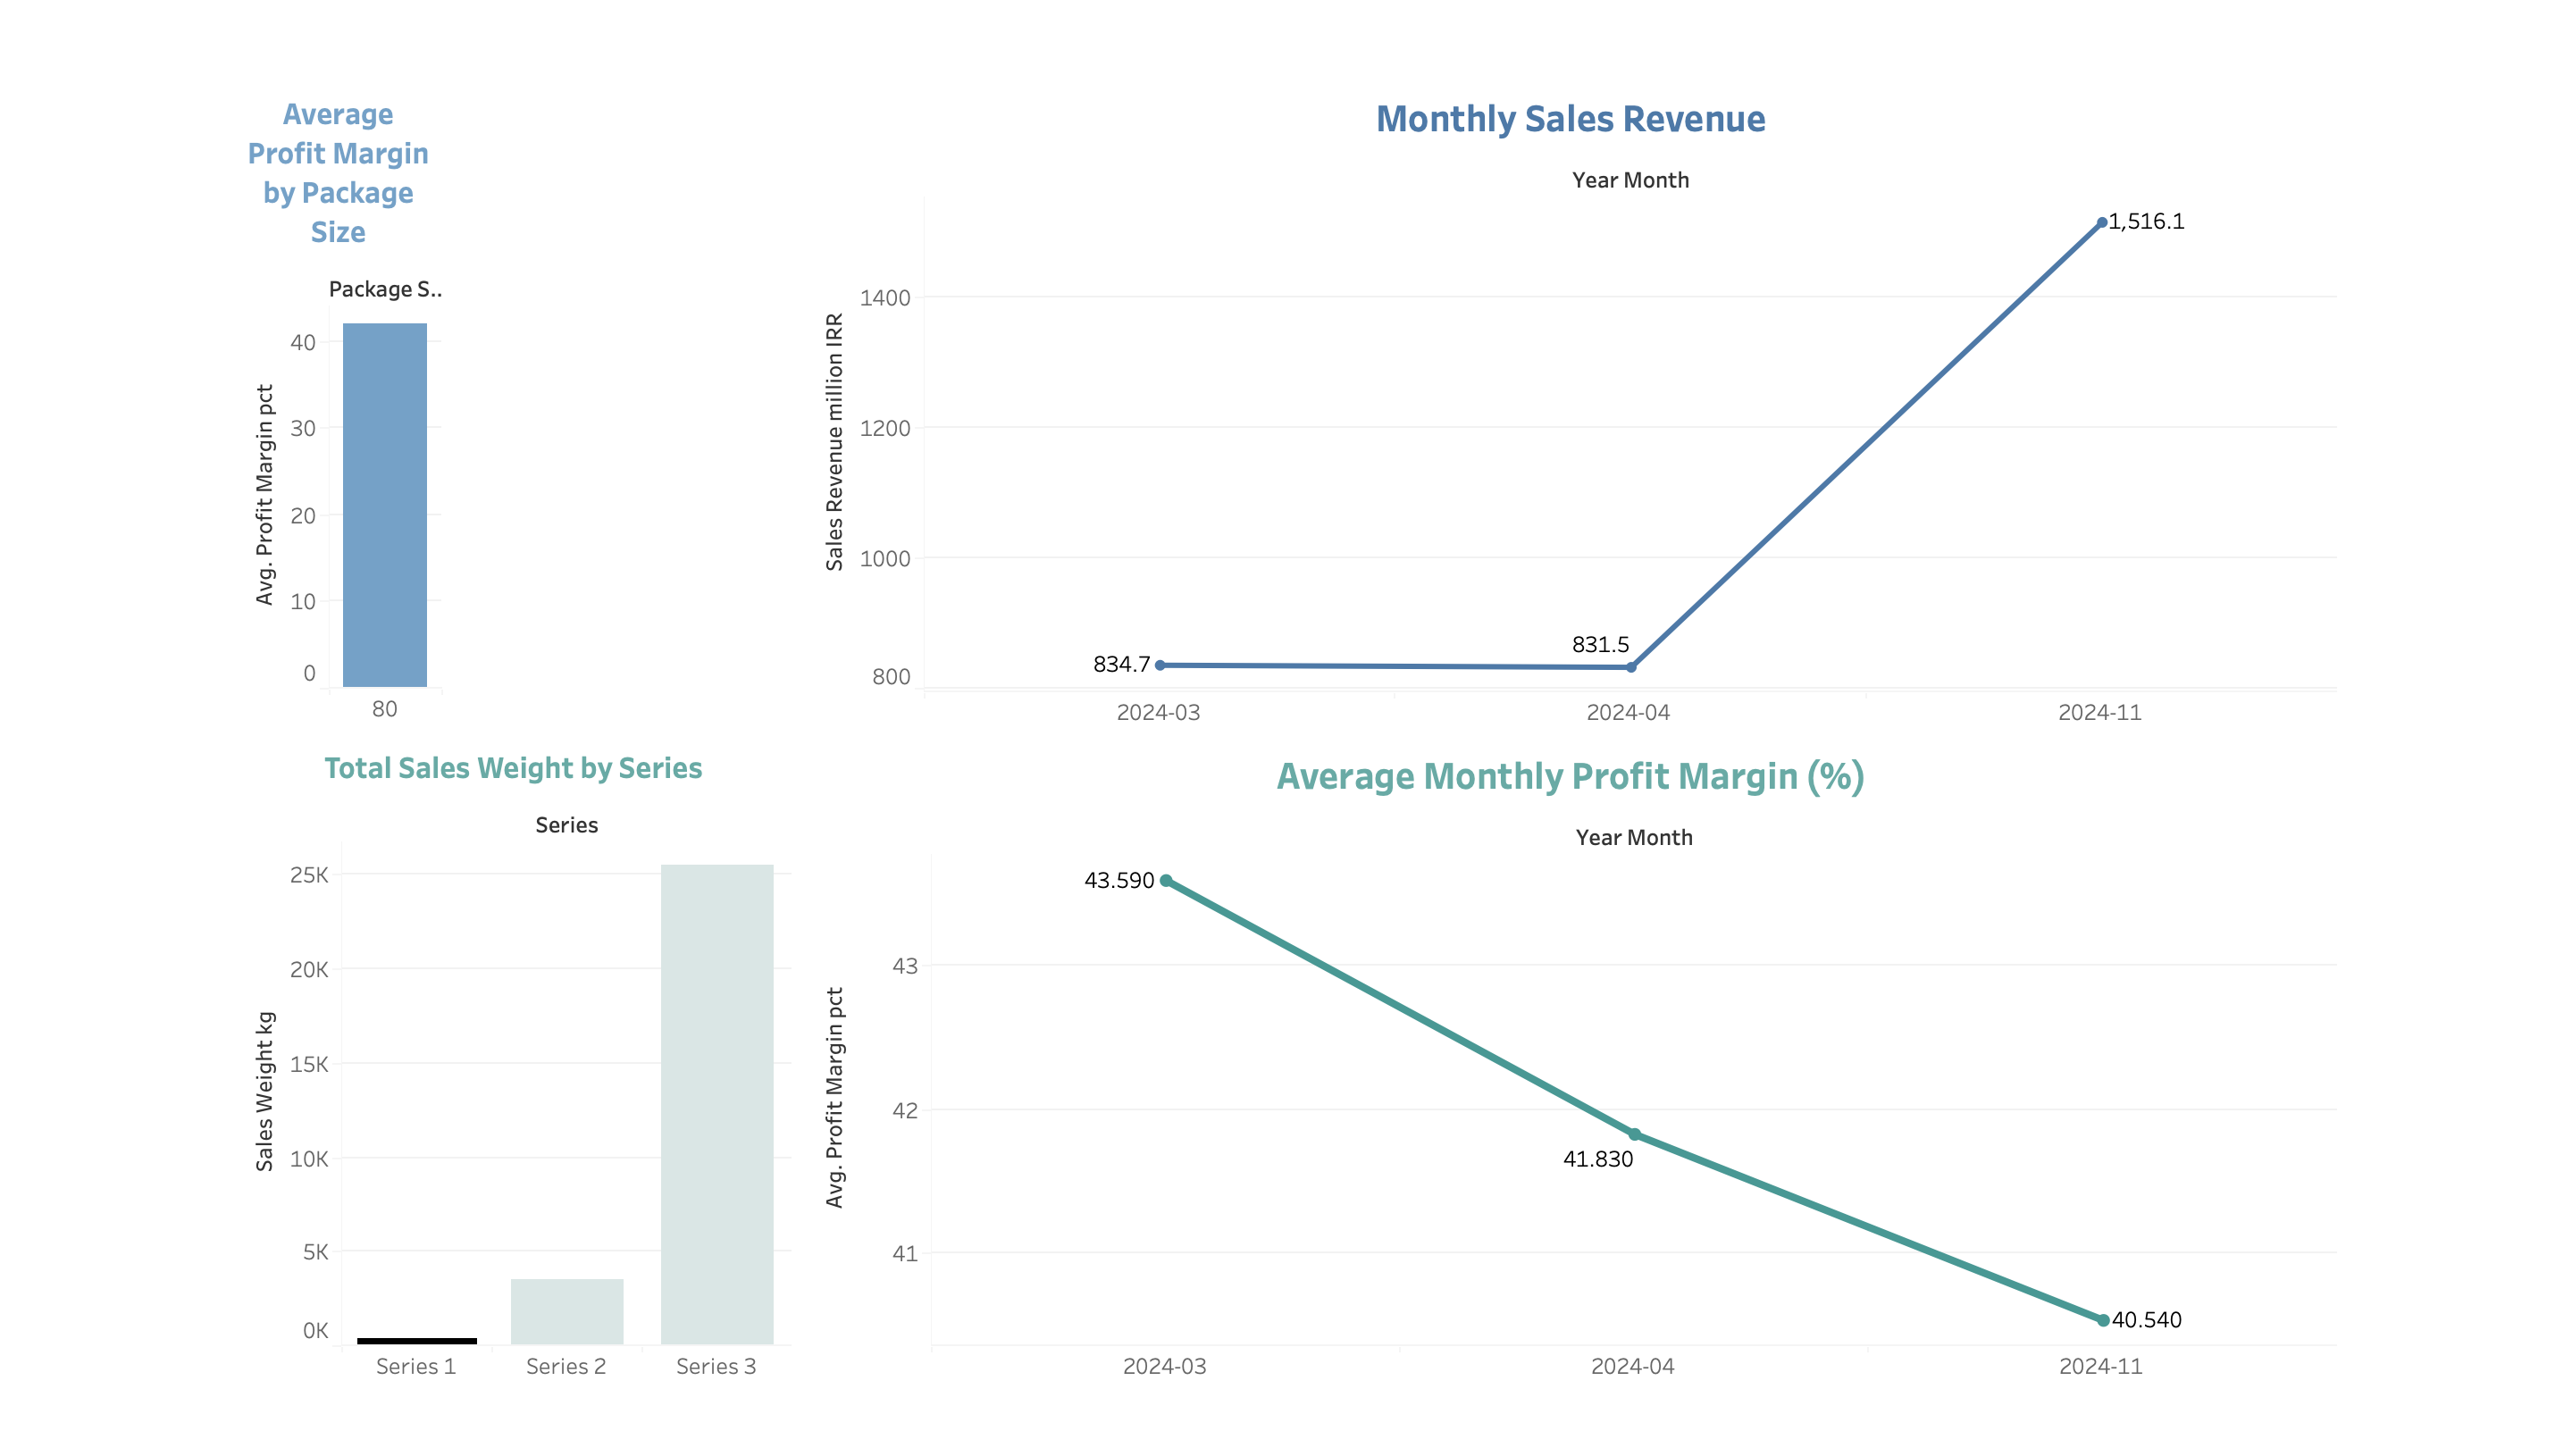 Average
Profit Margin
by Package
Size
Package S..
Avg. Profit Margin pct
40
30
20
10
0
80
Monthly Sales Revenue
Year Month
Sales Revenue million IRR
1400
1200
1000
800
834.7
831.5
1,516.1
2024-03
2024-04
2024-11
Total Sales Weight by Series
Series
Sales Weight kg
25K
20K
15K
10K
5K
0K
Series 1
Series 2
Series 3
Average Monthly Profit Margin (%)
Year Month
Avg. Profit Margin pct
43
42
41
43.590
41.830
40.540
2024-03
2024-04
2024-11